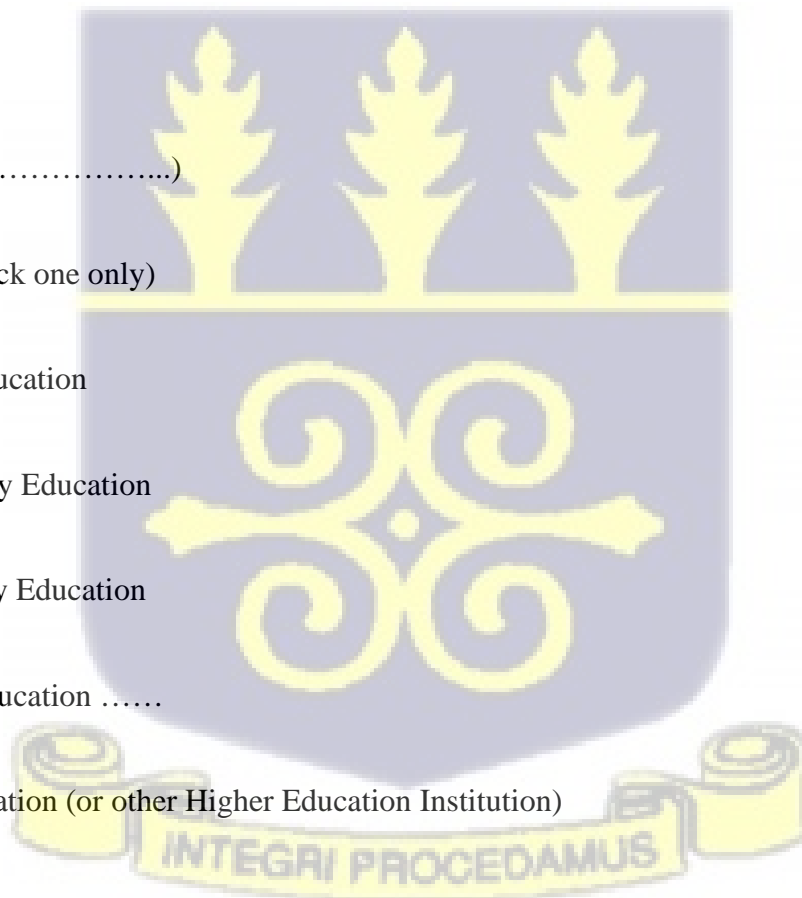 ………………...)
ck one only)
ucation
y Education
y Education
ucation ……
ation (or other Higher Education Institution)
INTEGRI PROCEDAMUS